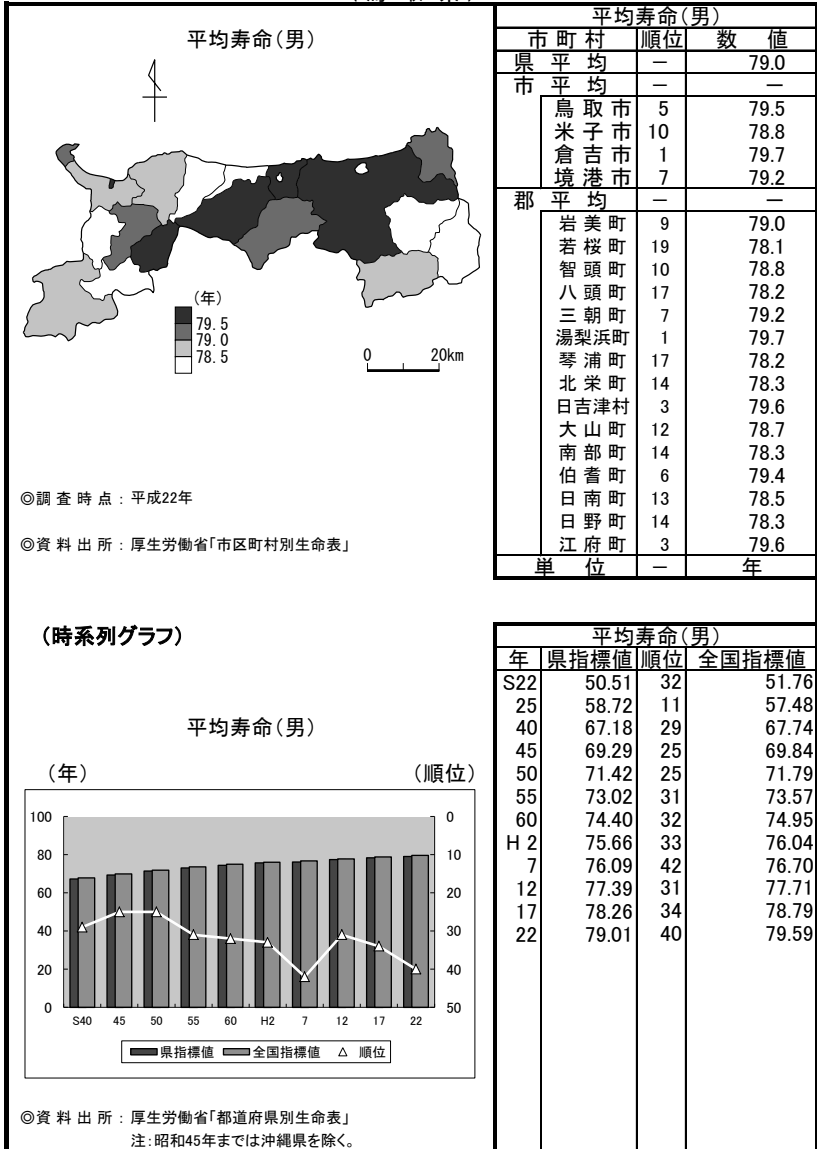 平均寿命(男)
(年)
79.5
79.0
78.5
0 20km
◎調査時点：平成22年
◎資料出所：厚生労働省「市区町村別生命表」
平均寿命(男)
市町村 順位 数値
県平均 － 79.0
市平均 － －
鳥取市 5 79.5
米子市 10 78.8
倉吉市 1 79.7
境港市 7 79.2
郡平均 － －
岩美町 9 79.0
若桜町 19 78.1
智頭町 10 78.8
八頭町 17 78.2
三朝町 7 79.2
湯梨浜町 1 79.7
琴浦町 17 78.2
北栄町 14 78.3
日吉津村 3 79.6
大山町 12 78.7
南部町 14 78.3
伯耆町 6 79.4
日南町 13 78.5
日野町 14 78.3
江府町 3 79.6
単位 － 年
(時系列グラフ)
平均寿命(男)
(年) (順位)
100 0
80 10
60 20
40 30
20 40
0 50
S40 45 50 55 60 H2 7 12 17 22
県指標値 全国指標値 順位
◎資料出所：厚生労働省「都道府県別生命表」
注：昭和45年までは沖縄県を除く。
平均寿命(男)
年 県指標値 順位 全国指標値
S22 50.51 32 51.76
25 58.72 11 57.48
40 67.18 29 67.74
45 69.29 25 69.84
50 71.42 25 71.79
55 73.02 31 73.57
60 74.40 32 74.95
H 2 75.66 33 76.04
7 76.09 42 76.70
12 77.39 31 77.71
17 78.26 34 78.79
22 79.01 40 79.59